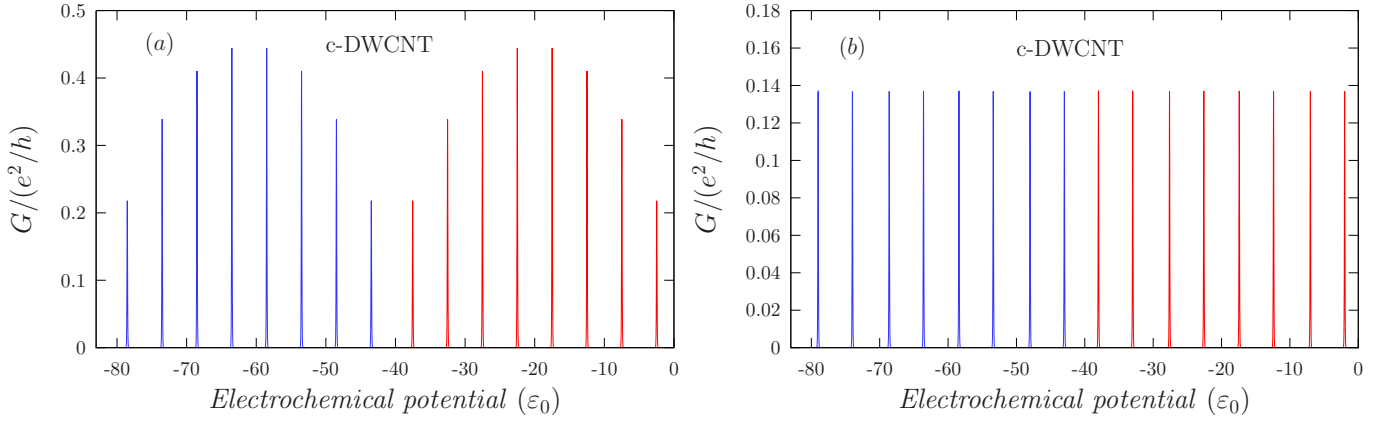 (a)
c-DWCNT
G/(e²/h)
0.5
0.4
0.3
0.2
0.1
0
-80 -70 -60 -50 -40 -30 -20 -10 0
Electrochemical potential (ε₀)
(b)
c-DWCNT
G/(e²/h)
0.18
0.16
0.14
0.12
0.1
0.08
0.06
0.04
0.02
0
-80 -70 -60 -50 -40 -30 -20 -10 0
Electrochemical potential (ε₀)